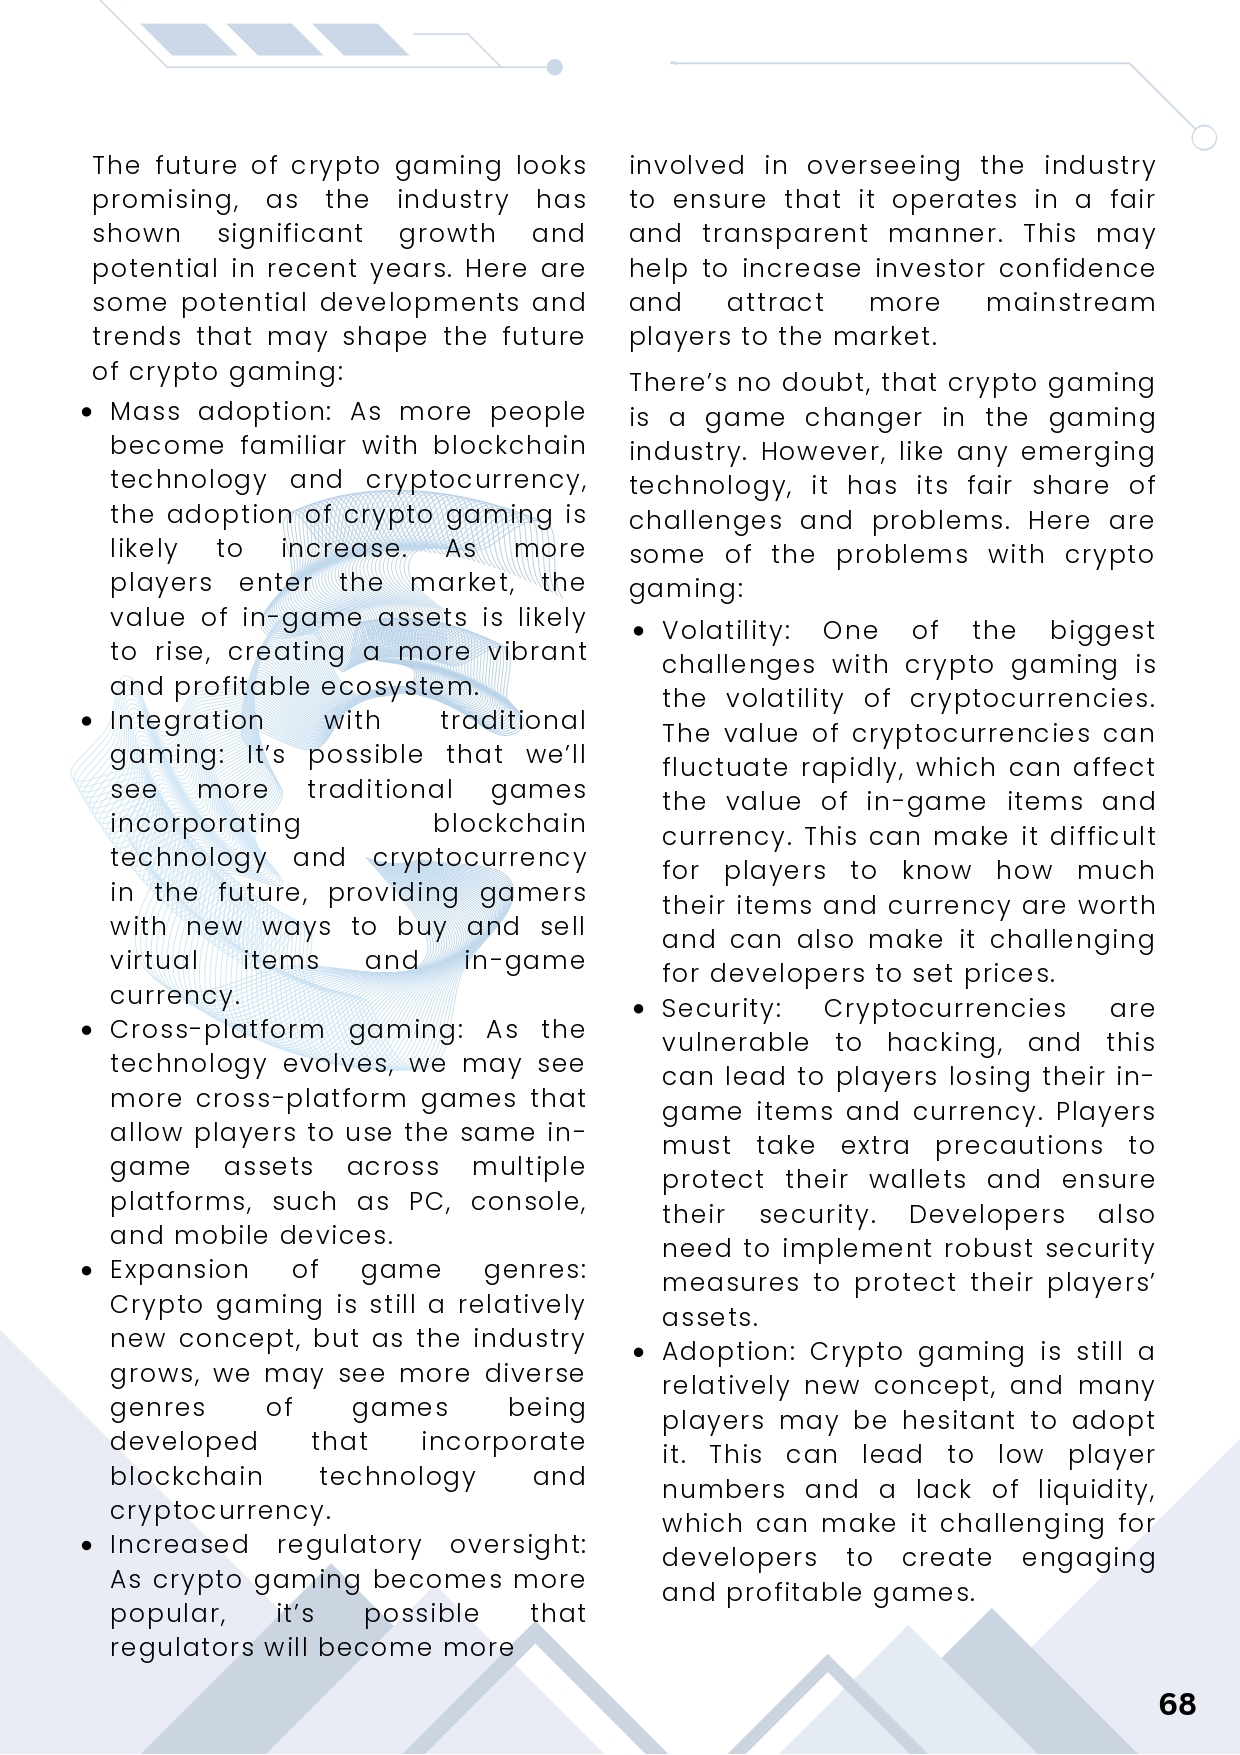 The future of crypto gaming looks
promising, as the industry has
shown significant growth and
potential in recent years. Here are
some potential developments and
trends that may shape the future
of crypto gaming:
• Mass adoption: As more people
become familiar with blockchain
technology and cryptocurrency,
the adoption of crypto gaming is
likely to increase. As more
players enter the market, the
value of in-game assets is likely
to rise, creating a more vibrant
and profitable ecosystem.
• Integration with traditional
gaming: It’s possible that we’ll
see more traditional games
incorporating blockchain
technology and cryptocurrency
in the future, providing gamers
with new ways to buy and sell
virtual items and in-game
currency.
• Cross-platform gaming: As the
technology evolves, we may see
more cross-platform games that
allow players to use the same in-
game assets across multiple
platforms, such as PC, console,
and mobile devices.
• Expansion of game genres:
Crypto gaming is still a relatively
new concept, but as the industry
grows, we may see more diverse
genres of games being
developed that incorporate
blockchain technology and
cryptocurrency.
• Increased regulatory oversight:
As crypto gaming becomes more
popular, it’s possible that
regulators will become more
involved in overseeing the industry
to ensure that it operates in a fair
and transparent manner. This may
help to increase investor confidence
and attract more mainstream
players to the market.
There’s no doubt, that crypto gaming
is a game changer in the gaming
industry. However, like any emerging
technology, it has its fair share of
challenges and problems. Here are
some of the problems with crypto
gaming:
• Volatility: One of the biggest
challenges with crypto gaming is
the volatility of cryptocurrencies.
The value of cryptocurrencies can
fluctuate rapidly, which can affect
the value of in-game items and
currency. This can make it difficult
for players to know how much
their items and currency are worth
and can also make it challenging
for developers to set prices.
• Security: Cryptocurrencies are
vulnerable to hacking, and this
can lead to players losing their in-
game items and currency. Players
must take extra precautions to
protect their wallets and ensure
their security. Developers also
need to implement robust security
measures to protect their players’
assets.
• Adoption: Crypto gaming is still a
relatively new concept, and many
players may be hesitant to adopt
it. This can lead to low player
numbers and a lack of liquidity,
which can make it challenging for
developers to create engaging
and profitable games.
68